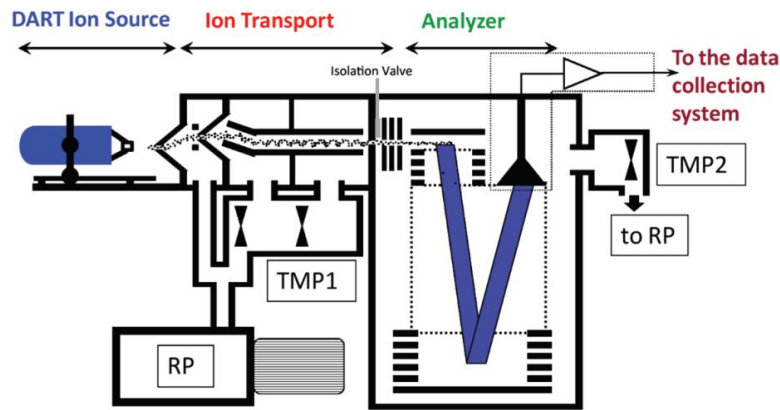 DART Ion Source
Ion Transport
Analyzer
Isolation Valve
To the data
collection
system
TMP2
to RP
TMP1
RP